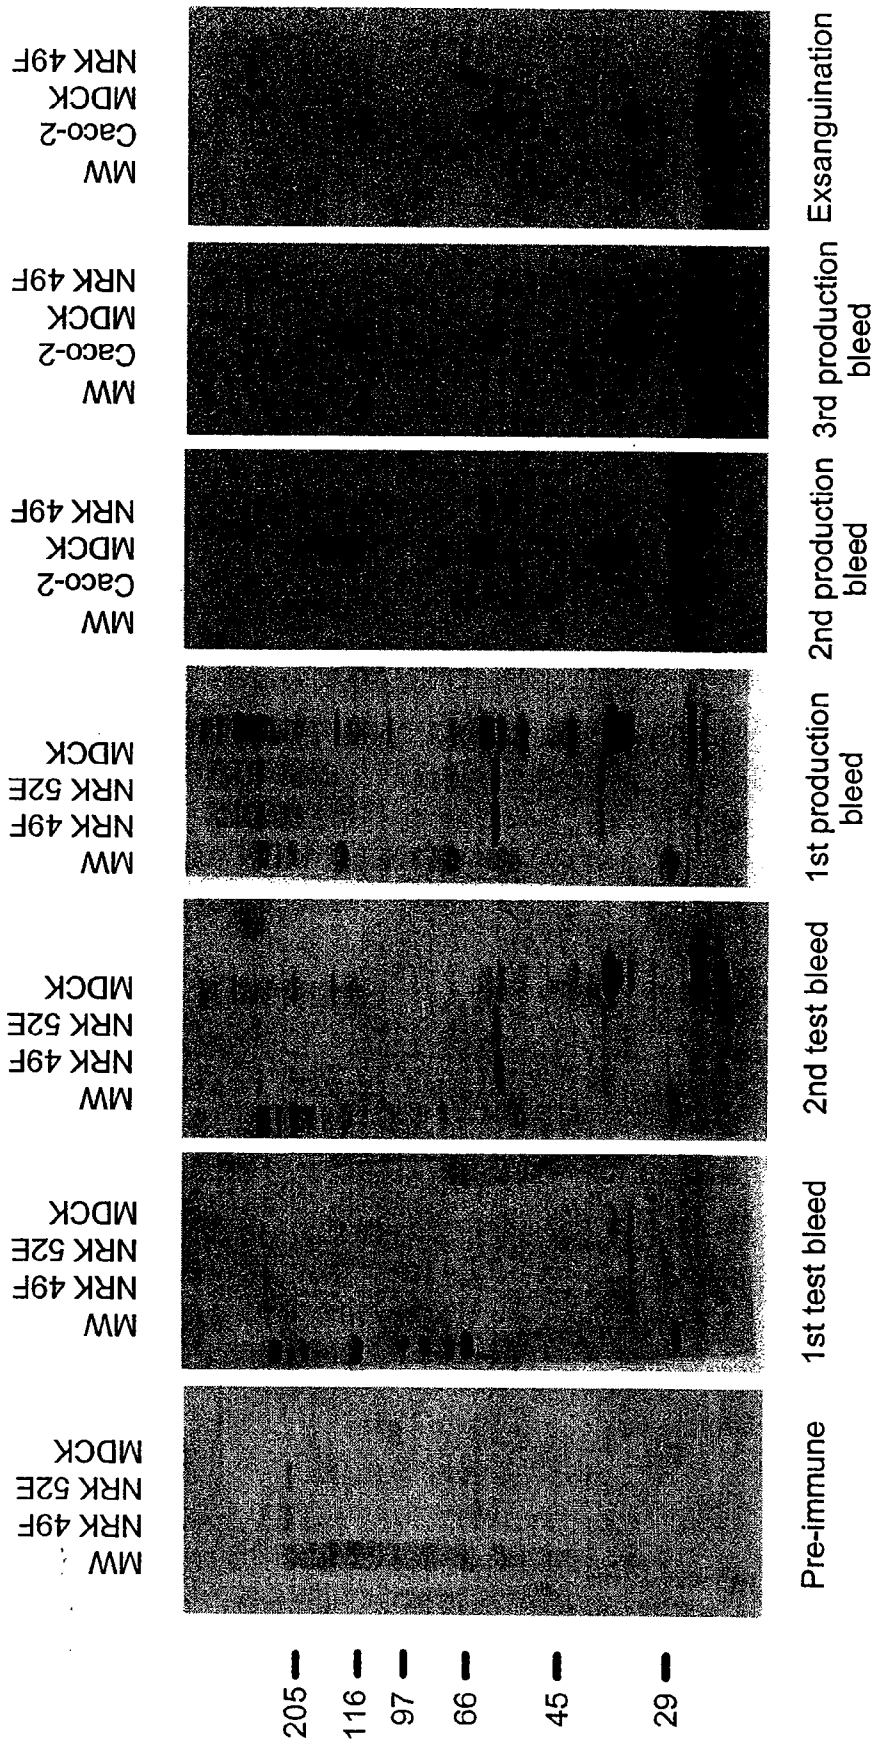 205
116
97
66
45
29
MW
NRK 49F
NRK 52E
MDCK
Pre-immune
MW
NRK 49F
NRK 52E
MDCK
1st test bleed
MW
NRK 49F
NRK 52E
MDCK
2nd test bleed
MW
NRK 49F
NRK 52E
MDCK
1st production
bleed
MW
Caco-2
MDCK
NRK 49F
2nd production
bleed
MW
Caco-2
MDCK
NRK 49F
3rd production
bleed
MW
Caco-2
MDCK
NRK 49F
Exsanguination